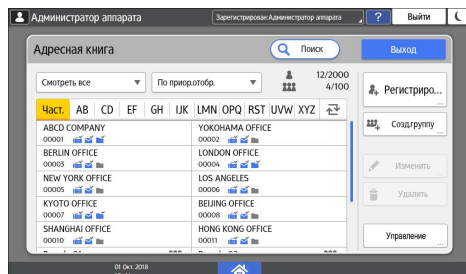 Администратор аппарата
Зарегистрирован:Администратор аппарата
?
Выйти
Адресная книга
Поиск
Выход
Смотреть все
По приор.отобр.
12/2000
4/100
Регистриро...
Част. AB CD EF GH IJK LMN OPQ RST UVW XYZ
ABCD COMPANY
00001
YOKOHAMA OFFICE
00002
BERLIN OFFICE
00003
LONDON OFFICE
00004
NEW YORK OFFICE
00005
LOS ANGELES
00006
KYOTO OFFICE
00007
BEIJING OFFICE
00008
SHANGHAI OFFICE
00010
HONG KONG OFFICE
00011
Созд.группу
Изменить
Удалить
Управление
01 Окт. 2018